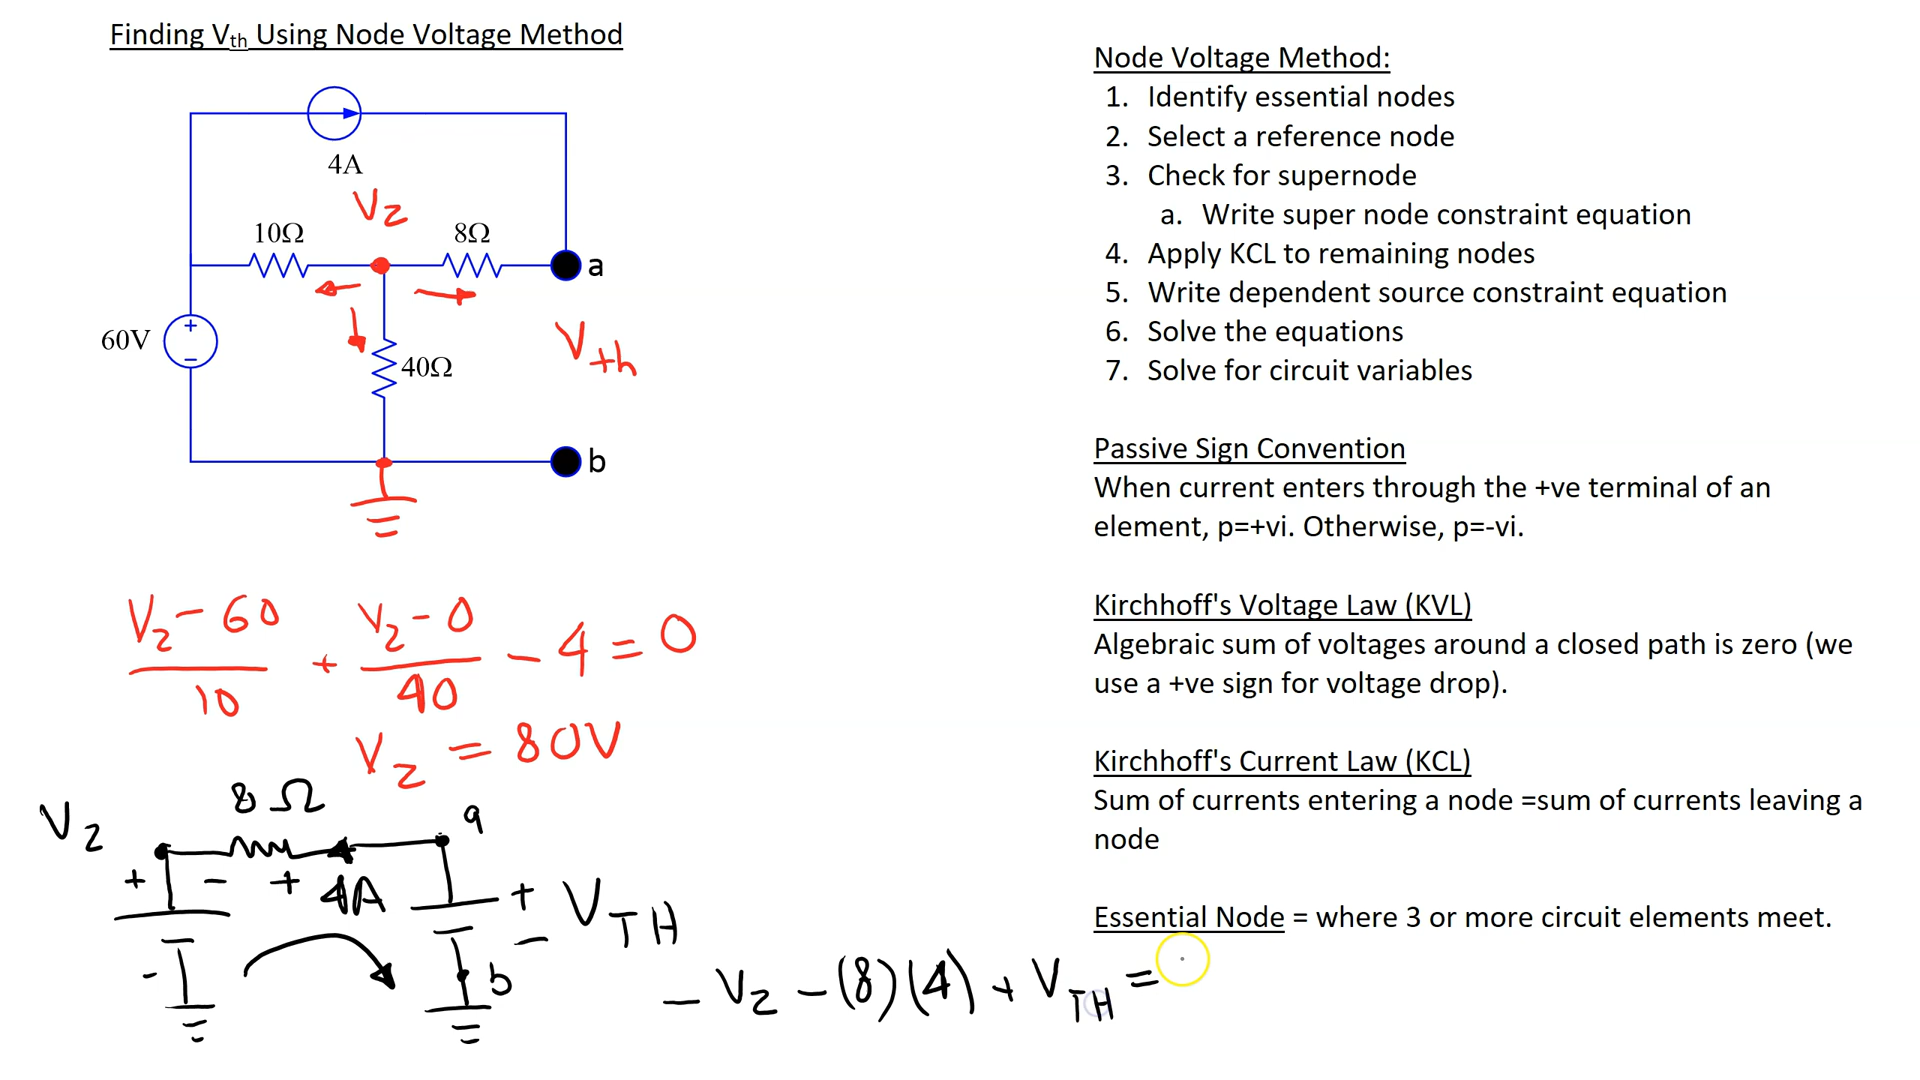 Finding Vth Using Node Voltage Method
4A
V2
10Ω
8Ω
a
60V
40Ω
Vth
b
V2 - 60
10
+
V2 - 0
40
- 4 = 0
V2 = 80V
8 Ω
V2
a
+
- +
4A
+
- VTH
-
b
- V2 - (8)(4) + VTH =
Node Voltage Method:
1. Identify essential nodes
2. Select a reference node
3. Check for supernode
a. Write super node constraint equation
4. Apply KCL to remaining nodes
5. Write dependent source constraint equation
6. Solve the equations
7. Solve for circuit variables
Passive Sign Convention
When current enters through the +ve terminal of an
element, p=+vi. Otherwise, p=-vi.
Kirchhoff's Voltage Law (KVL)
Algebraic sum of voltages around a closed path is zero (we
use a +ve sign for voltage drop).
Kirchhoff's Current Law (KCL)
Sum of currents entering a node =sum of currents leaving a
node
Essential Node = where 3 or more circuit elements meet.